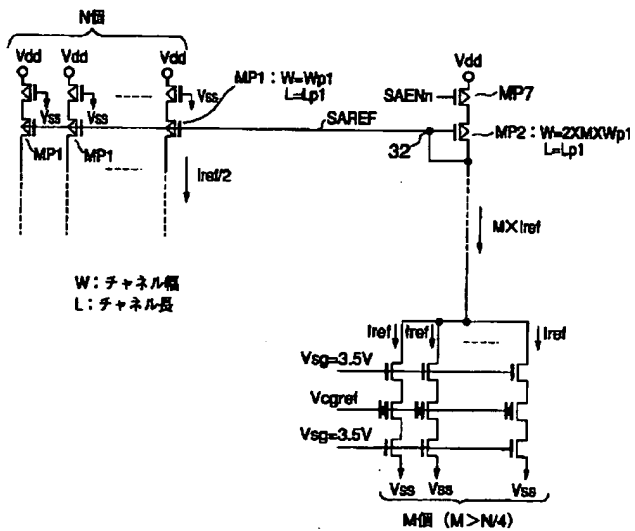 N個
Vdd Vdd Vdd
Vss Vss Vss
MP1：W=Wp1
L=Lp1
MP1 MP1
Iref/2
SAREF
Vdd
SAENn
MP7
MP2：W=2XMXWp1
L=Lp1
32
M×Iref
W：チャネル幅
L：チャネル長
Iref Iref Iref
Vsg=3.5V
Vcgref
Vsg=3.5V
Vss Vss Vss
M個 (M>N/4)